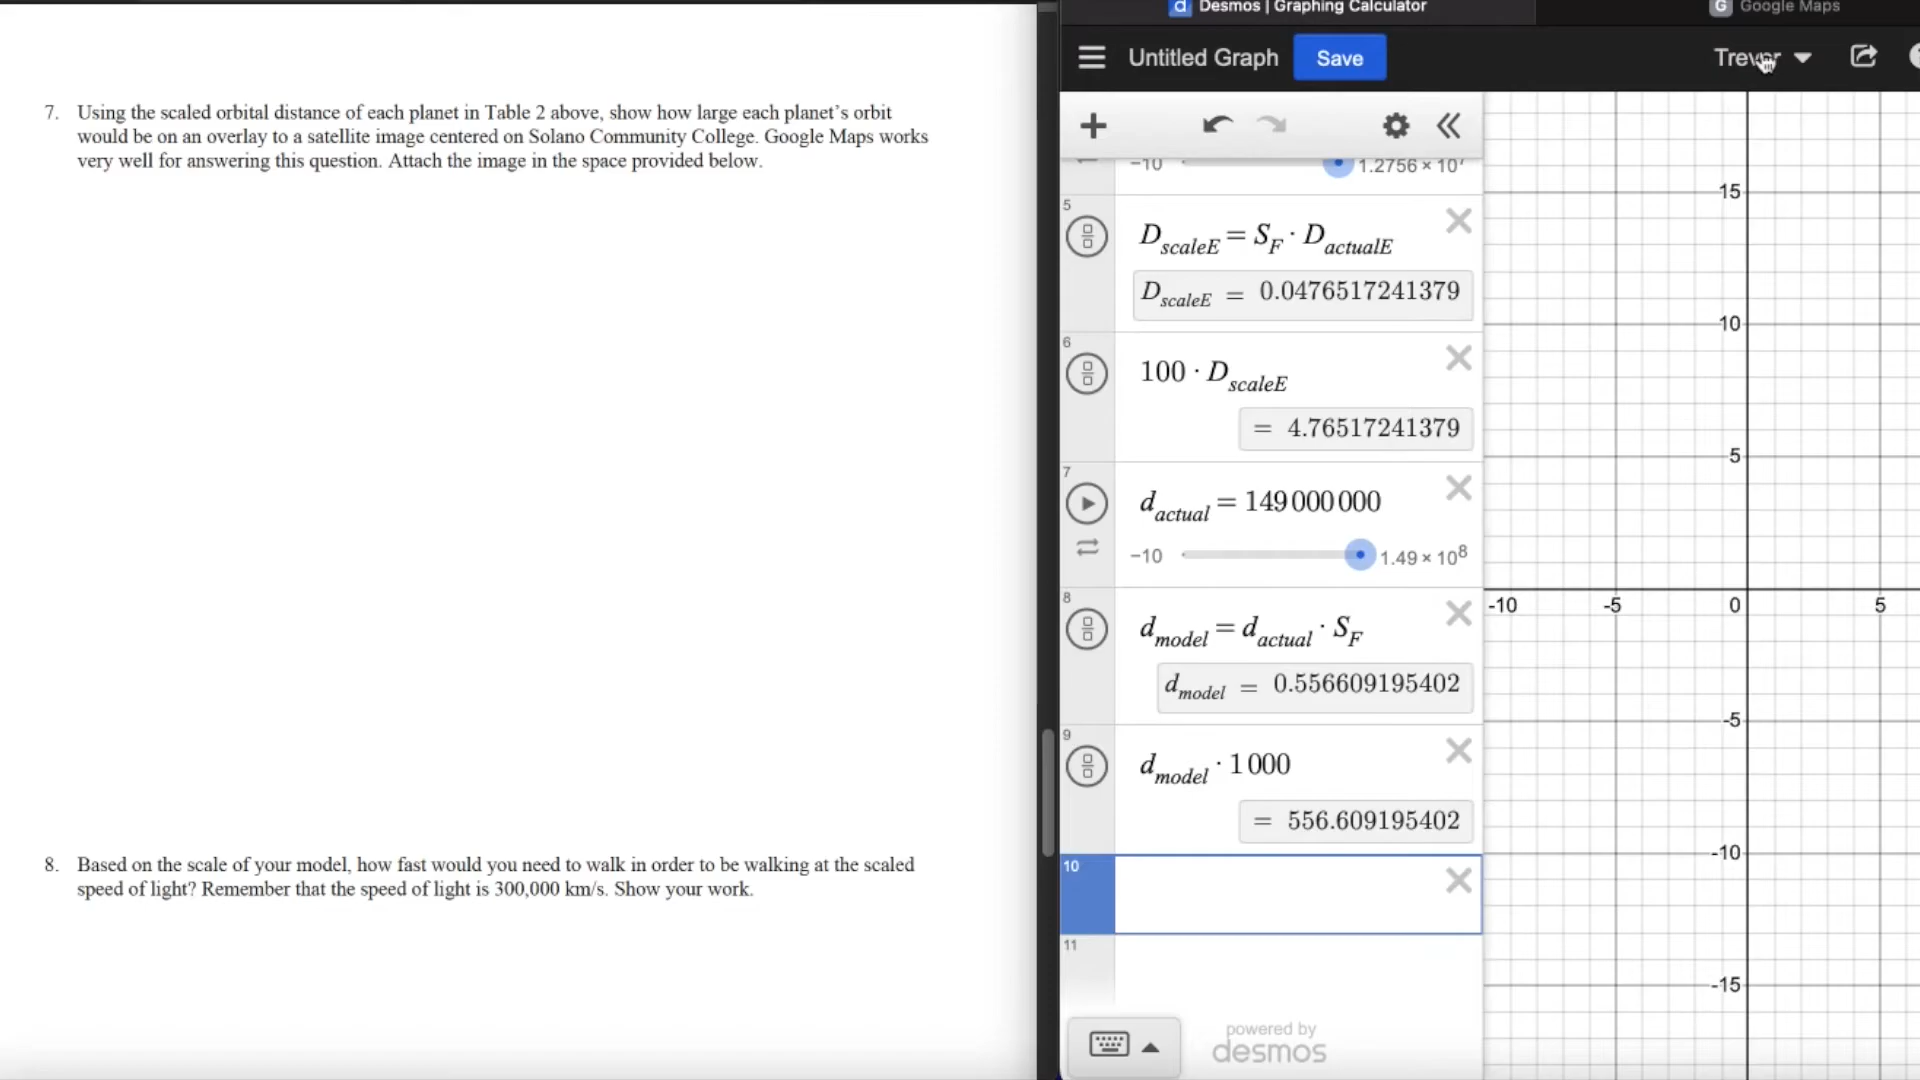 7. Using the scaled orbital distance of each planet in Table 2 above, show how large each planet's orbit
would be on an overlay to a satellite image centered on Solano Community College. Google Maps works
very well for answering this question. Attach the image in the space provided below.
8. Based on the scale of your model, how fast would you need to walk in order to be walking at the scaled
speed of light? Remember that the speed of light is 300,000 km/s. Show your work.
d Desmos | Graphing Calculator
G Google Maps
Untitled Graph Save
Trevor
−10 1.2756 × 10⁷
5
D_scaleE = S_F · D_actualE
D_scaleE = 0.0476517241379
6
100 · D_scaleE
= 4.76517241379
7
d_actual = 149000000
−10 1.49 × 10⁸
8
d_model = d_actual · S_F
d_model = 0.556609195402
9
d_model · 1000
= 556.609195402
10
11
powered by
desmos
15
10
5
-10 -5 0 5
-5
-10
-15